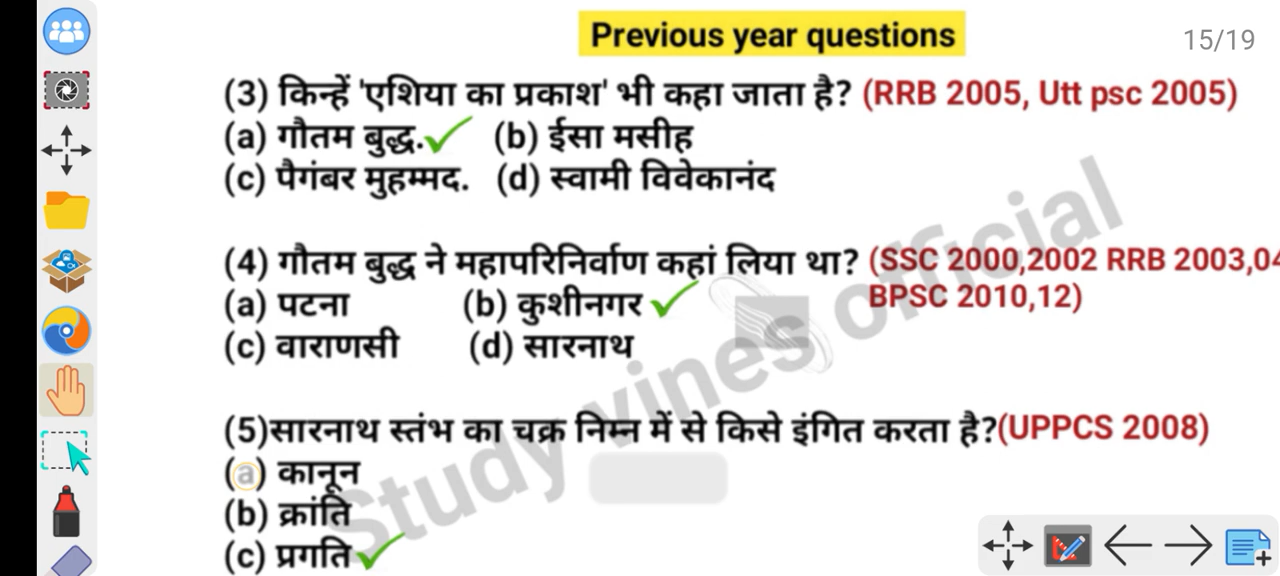 Previous year questions
15/19
(3) किन्हें 'एशिया का प्रकाश' भी कहा जाता है? (RRB 2005, Utt psc 2005)
(a) गौतम बुद्ध. (b) ईसा मसीह
(c) पैगंबर मुहम्मद. (d) स्वामी विवेकानंद
(4) गौतम बुद्ध ने महापरिनिर्वाण कहां लिया था? (SSC 2000,2002 RRB 2003,04
BPSC 2010,12)
(a) पटना (b) कुशीनगर
(c) वाराणसी (d) सारनाथ
(5)सारनाथ स्तंभ का चक्र निम्न में से किसे इंगित करता है?(UPPCS 2008)
(a) कानून
(b) क्रांति
(c) प्रगति
Study vines official